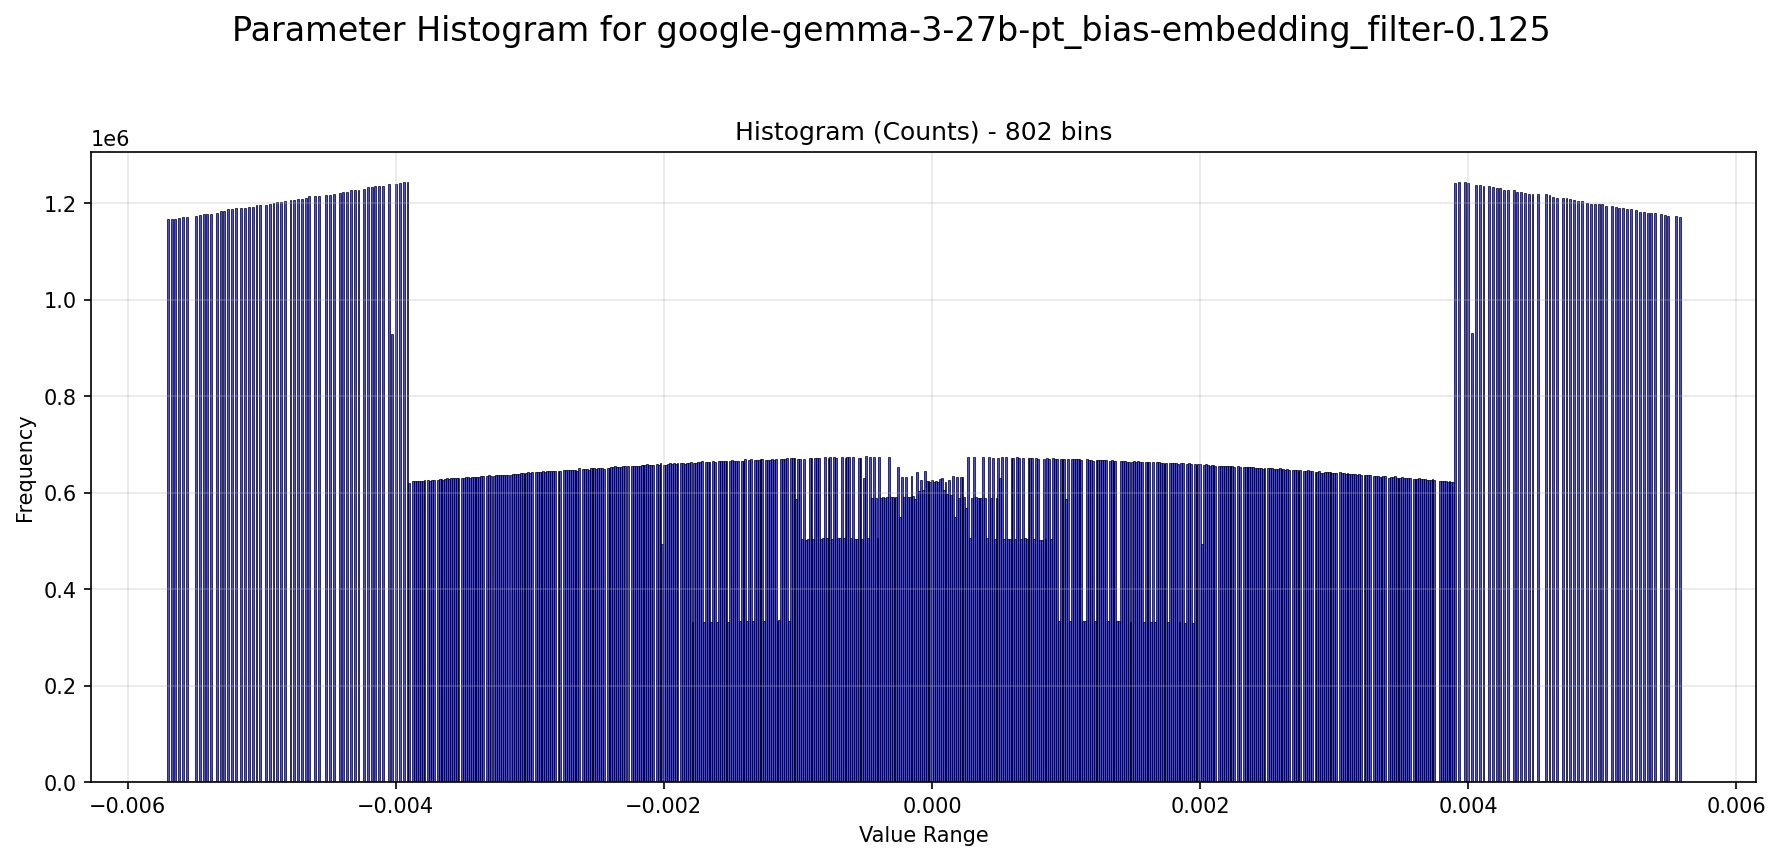 Parameter Histogram for google-gemma-3-27b-pt_bias-embedding_filter-0.125
Histogram (Counts) - 802 bins
1e6
1.2
1.0
0.8
0.6
0.4
0.2
0.0
Frequency
−0.006 −0.004 −0.002 0.000 0.002 0.004 0.006
Value Range